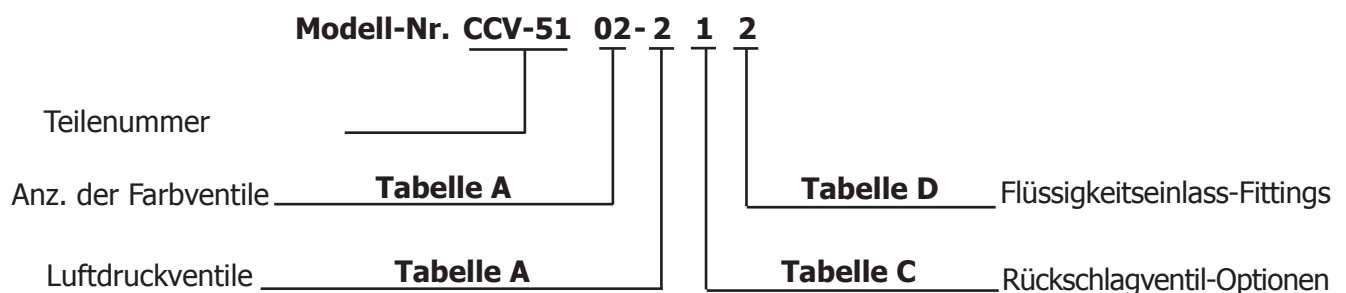 Modell-Nr. CCV-51 02-2 1 2
Teilenummer
Anz. der Farbventile Tabelle A Tabelle D Flüssigkeitseinlass-Fittings
Luftdruckventile Tabelle A Tabelle C Rückschlagventil-Optionen